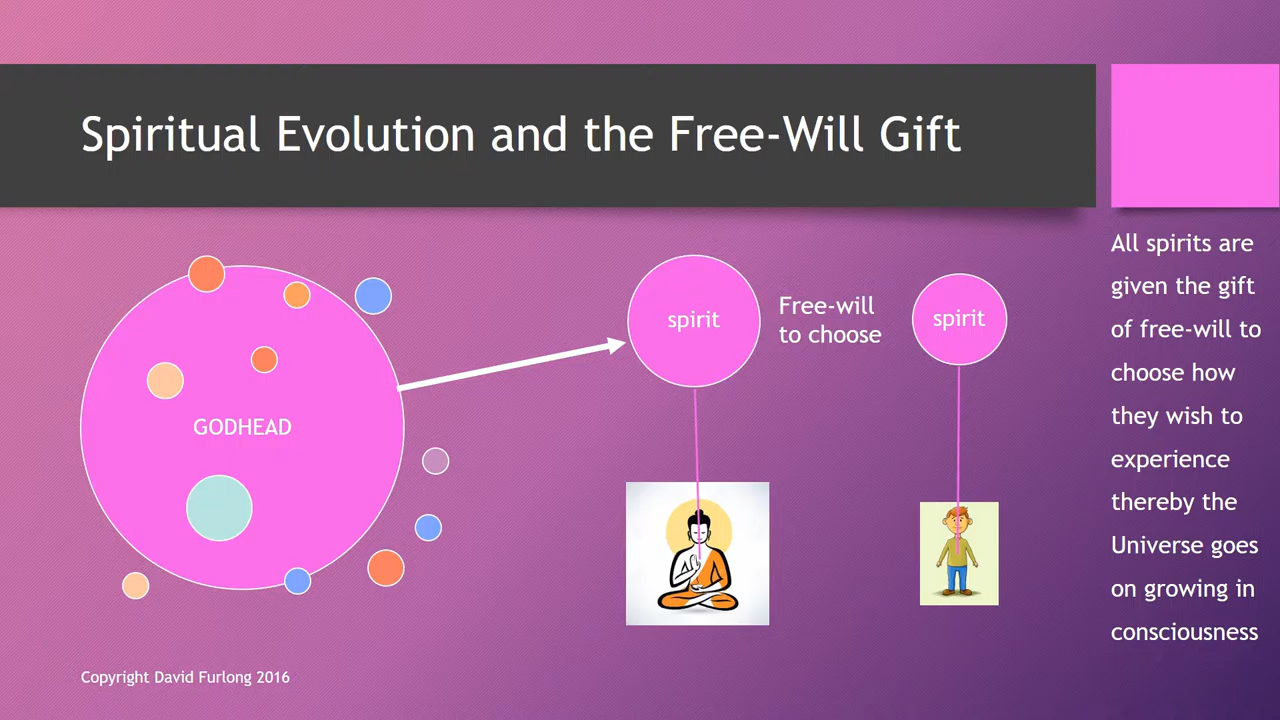 Spiritual Evolution and the Free-Will Gift
GODHEAD
spirit
Free-will
to choose
spirit
All spirits are
given the gift
of free-will to
choose how
they wish to
experience
thereby the
Universe goes
on growing in
consciousness
Copyright David Furlong 2016